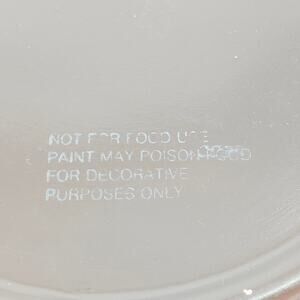 NOT FOR FOOD USE
PAINT MAY POISON FOOD
FOR DECORATIVE
PURPOSES ONLY